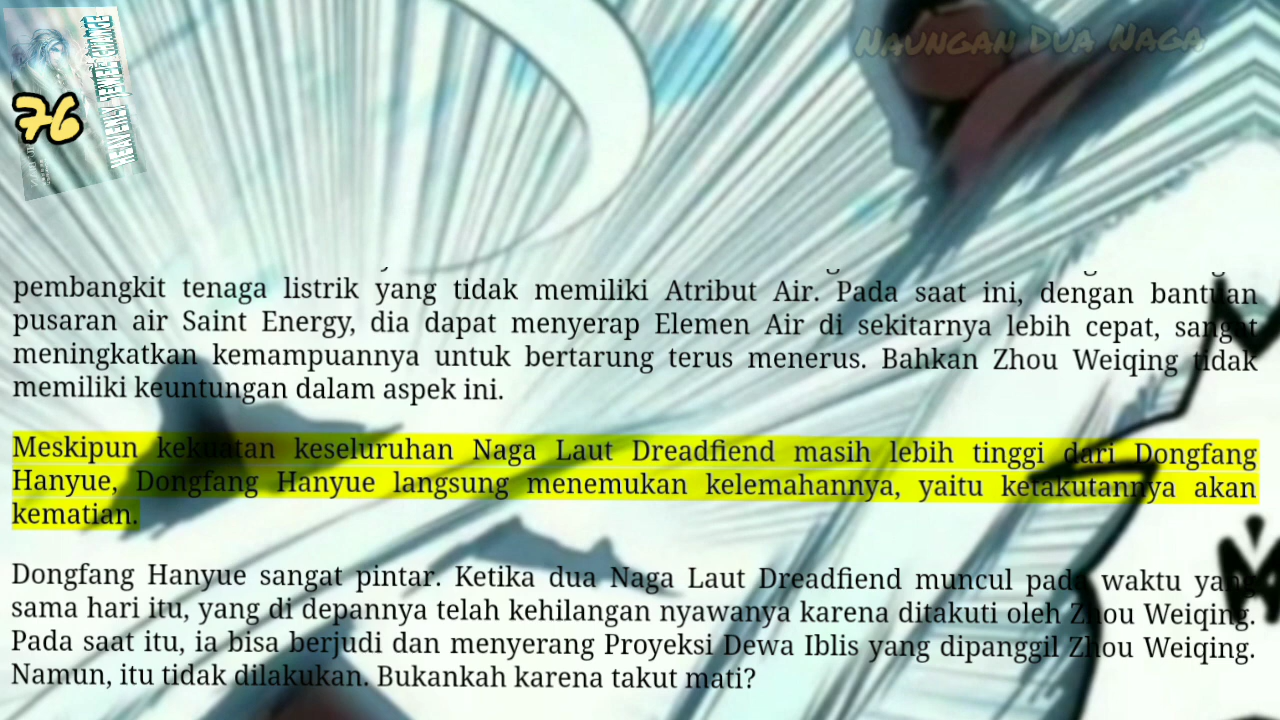 Naungan Dua Naga
HEAVENLY JEWEL CHANGE
76
pembangkit tenaga listrik yang tidak memiliki Atribut Air. Pada saat ini, dengan bantuan
pusaran air Saint Energy, dia dapat menyerap Elemen Air di sekitarnya lebih cepat, sangat
meningkatkan kemampuannya untuk bertarung terus menerus. Bahkan Zhou Weiqing tidak
memiliki keuntungan dalam aspek ini.
Meskipun kekuatan keseluruhan Naga Laut Dreadfiend masih lebih tinggi dari Dongfang
Hanyue, Dongfang Hanyue langsung menemukan kelemahannya, yaitu ketakutannya akan
kematian.
Dongfang Hanyue sangat pintar. Ketika dua Naga Laut Dreadfiend muncul pada waktu yang
sama hari itu, yang di depannya telah kehilangan nyawanya karena ditakuti oleh Zhou Weiqing.
Pada saat itu, ia bisa berjudi dan menyerang Proyeksi Dewa Iblis yang dipanggil Zhou Weiqing.
Namun, itu tidak dilakukan. Bukankah karena takut mati?